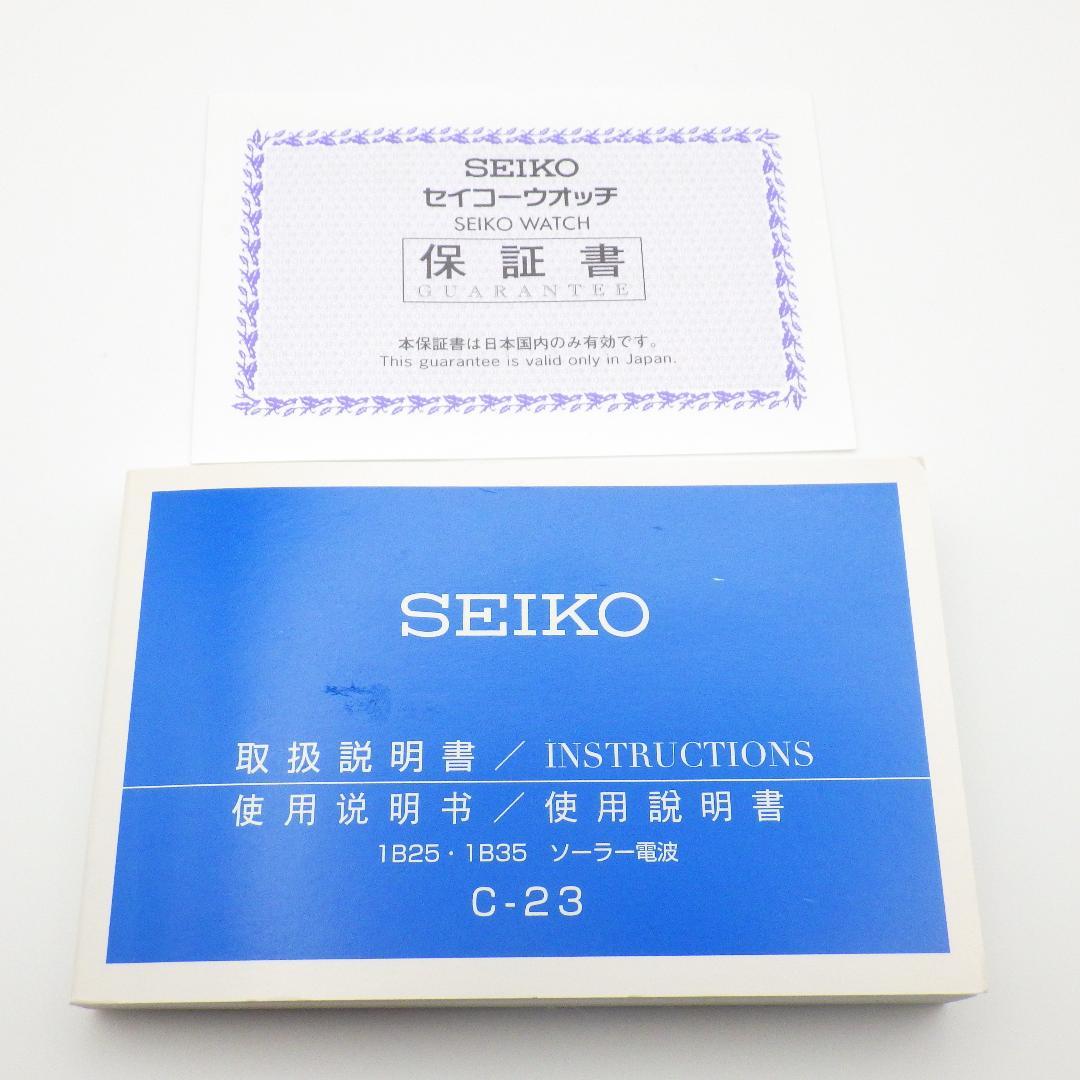 SEIKO
セイコーウオッチ
SEIKO WATCH
保証書
GUARANTEE
本保証書は日本国内のみ有効です。
This guarantee is valid only in Japan.
SEIKO
取扱説明書／INSTRUCTIONS
使用说明书／使用說明書
1B25・1B35 ソーラー電波
C-23